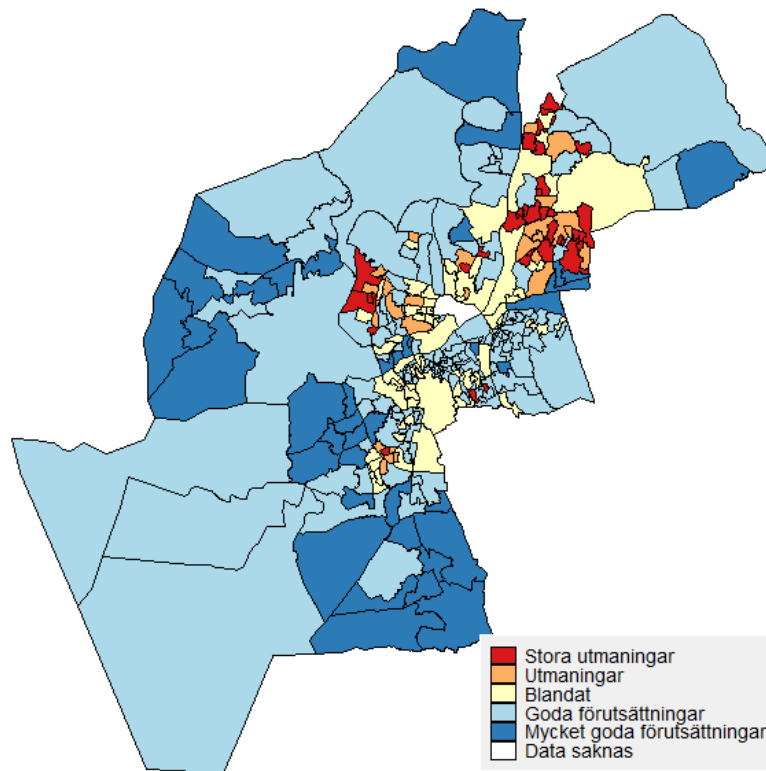 Stora utmaningar
Utmaningar
Blandat
Goda förutsättningar
Mycket goda förutsättningar
Data saknas